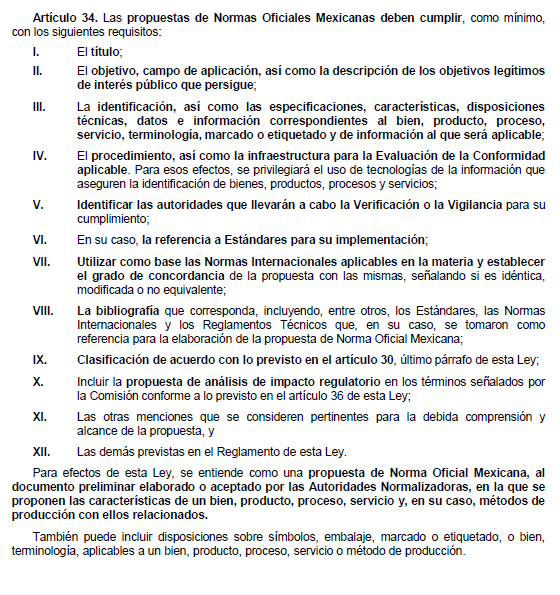 Artículo 34. Las propuestas de Normas Oficiales Mexicanas deben cumplir, como mínimo,
con los siguientes requisitos:
I. El título;
II. El objetivo, campo de aplicación, así como la descripción de los objetivos legítimos
de interés público que persigue;
III. La identificación, así como las especificaciones, características, disposiciones
técnicas, datos e información correspondientes al bien, producto, proceso,
servicio, terminología, marcado o etiquetado y de información al que será aplicable;
IV. El procedimiento, así como la infraestructura para la Evaluación de la Conformidad
aplicable. Para esos efectos, se privilegiará el uso de tecnologías de la información que
aseguren la identificación de bienes, productos, procesos y servicios;
V. Identificar las autoridades que llevarán a cabo la Verificación o la Vigilancia para su
cumplimiento;
VI. En su caso, la referencia a Estándares para su implementación;
VII. Utilizar como base las Normas Internacionales aplicables en la materia y establecer
el grado de concordancia de la propuesta con las mismas, señalando si es idéntica,
modificada o no equivalente;
VIII. La bibliografía que corresponda, incluyendo, entre otros, los Estándares, las Normas
Internacionales y los Reglamentos Técnicos que, en su caso, se tomaron como
referencia para la elaboración de la propuesta de Norma Oficial Mexicana;
IX. Clasificación de acuerdo con lo previsto en el artículo 30, último párrafo de esta Ley;
X. Incluir la propuesta de análisis de impacto regulatorio en los términos señalados por
la Comisión conforme a lo previsto en el artículo 36 de esta Ley;
XI. Las otras menciones que se consideren pertinentes para la debida comprensión y
alcance de la propuesta, y
XII. Las demás previstas en el Reglamento de esta Ley.
Para efectos de esta Ley, se entiende como una propuesta de Norma Oficial Mexicana, al
documento preliminar elaborado o aceptado por las Autoridades Normalizadoras, en la que se
proponen las características de un bien, producto, proceso, servicio y, en su caso, métodos de
producción con ellos relacionados.
También puede incluir disposiciones sobre símbolos, embalaje, marcado o etiquetado, o bien,
terminología, aplicables a un bien, producto, proceso, servicio o método de producción.